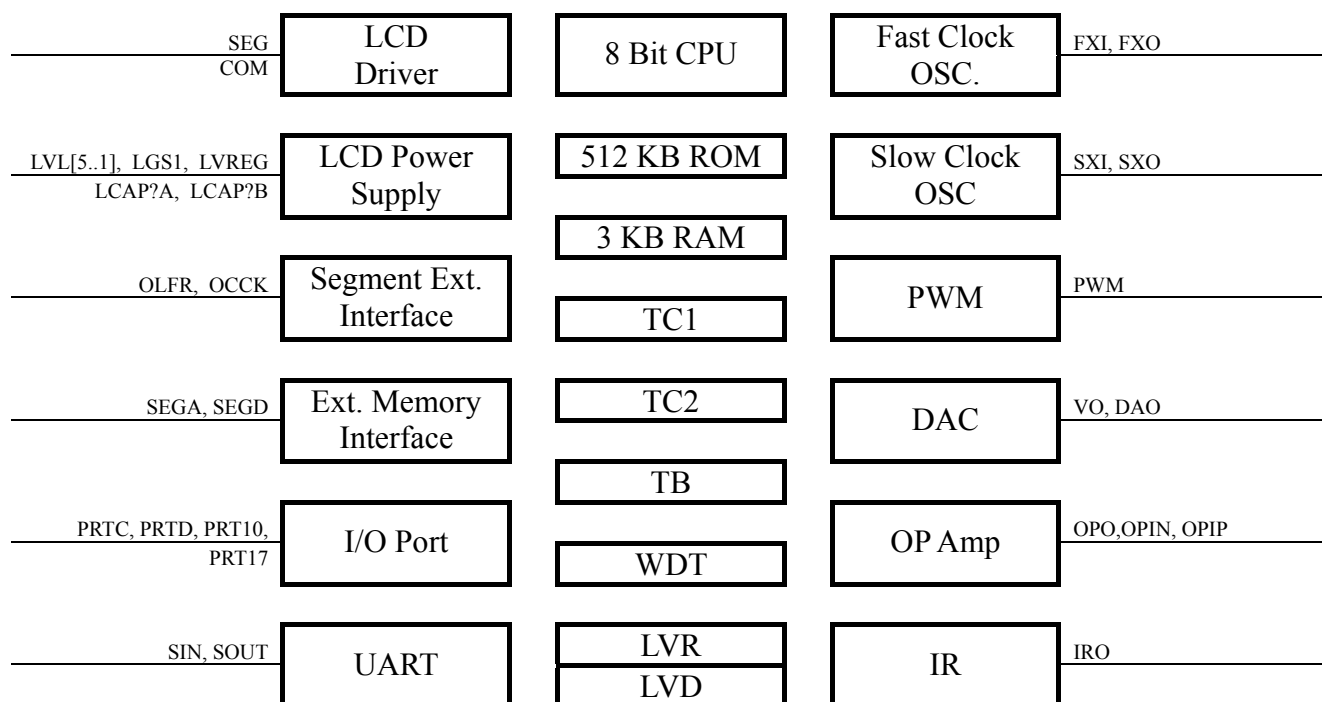 SEG
COM
LCD
Driver
8 Bit CPU
Fast Clock
OSC.
FXI, FXO
LVL[5..1], LGS1, LVREG
LCAP?A, LCAP?B
LCD Power
Supply
512 KB ROM
Slow Clock
OSC
SXI, SXO
3 KB RAM
OLFR, OCCK
Segment Ext.
Interface
TC1
PWM
PWM
SEGA, SEGD
Ext. Memory
Interface
TC2
DAC
VO, DAO
TB
PRTC, PRTD, PRT10,
PRT17
I/O Port
WDT
OP Amp
OPO,OPIN, OPIP
SIN, SOUT
UART
LVR
LVD
IR
IRO